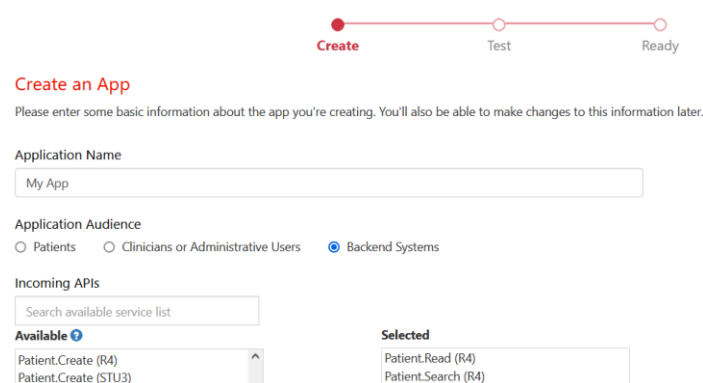 Create Test Ready
Create an App
Please enter some basic information about the app you're creating. You'll also be able to make changes to this information later.
Application Name
My App
Application Audience
Patients Clinicians or Administrative Users Backend Systems
Incoming APIs
Search available service list
Available ? Selected
Patient.Create (R4) Patient.Read (R4)
Patient.Create (STU3) Patient.Search (R4)